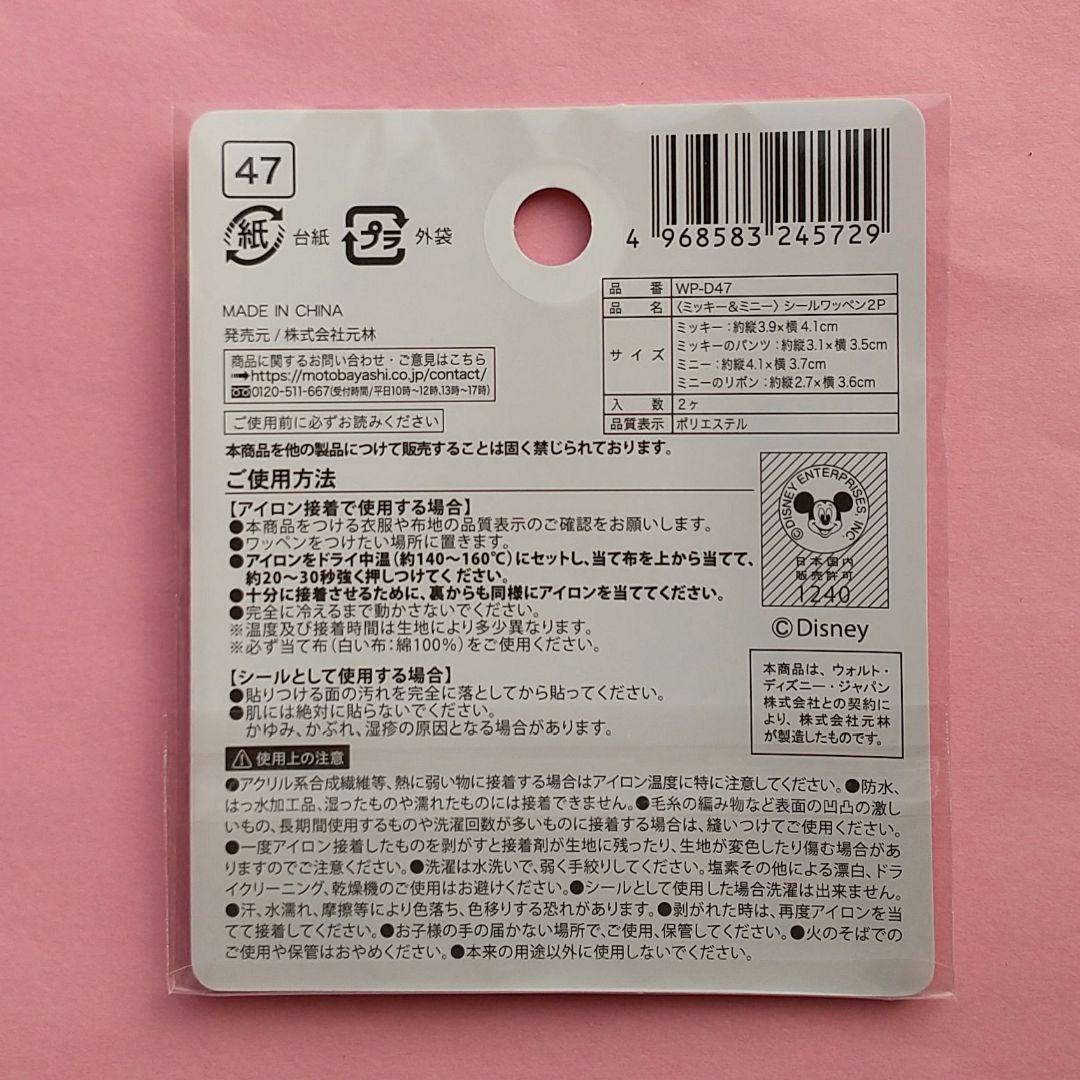 47
紙 台紙 プラ 外袋
4 968583 245729
MADE IN CHINA
発売元/株式会社元林
商品に関するお問い合わせ・ご意見はこちら
➡https://motobayashi.co.jp/contact/
0120-511-667(受付時間/平日10時〜12時,13時〜17時)
ご使用前に必ずお読みください
品番 WP-D47
品名 〈ミッキー&ミニー〉シールワッペン2P
サイズ ミッキー:約縦3.9×横4.1cm
ミッキーのパンツ:約縦3.1×横3.5cm
ミニー:約縦4.1×横3.7cm
ミニーのリボン:約縦2.7×横3.6cm
入数 2ヶ
品質表示 ポリエステル
本商品を他の製品につけて販売することは固く禁じられております。
ご使用方法
【アイロン接着で使用する場合】
●本商品をつける衣服や布地の品質表示のご確認をお願いします。
●ワッペンをつけたい場所に置きます。
●アイロンをドライ中温(約140〜160℃)にセットし、当て布を上から当てて、
約20〜30秒強く押しつけてください。
●十分に接着させるために、裏からも同様にアイロンを当ててください。
●完全に冷えるまで動かさないでください。
※温度及び接着時間は生地により多少異なります。
※必ず当て布(白い布:綿100%)をご使用ください。
【シールとして使用する場合】
●貼りつける面の汚れを完全に落としてから貼ってください。
●肌には絶対に貼らないでください。
かゆみ、かぶれ、湿疹の原因となる場合があります。
©DISNEY ENTERPRISES, INC.
日本国内
販売許可
1240
©Disney
本商品は、ウォルト・
ディズニー・ジャパン
株式会社との契約に
より、株式会社元林
が製造したものです。
⚠使用上の注意
●アクリル系合成繊維等、熱に弱い物に接着する場合はアイロン温度に特に注意してください。●防水、
はっ水加工品、湿ったものや濡れたものには接着できません。●毛糸の編み物など表面の凹凸の激し
いもの、長期間使用するものや洗濯回数が多いものに接着する場合は、縫いつけてご使用ください。
●一度アイロン接着したものを剥がすと接着剤が生地に残ったり、生地が変色したり傷む場合があ
りますのでご注意ください。●洗濯は水洗いで、弱く手絞りしてください。塩素その他による漂白、ドラ
イクリーニング、乾燥機のご使用はお避けください。●シールとして使用した場合洗濯は出来ません。
●汗、水濡れ、摩擦等により色落ち、色移りする恐れがあります。●剥がれた時は、再度アイロンを当
てて接着してください。●お子様の手の届かない場所で、ご使用、保管してください。●火のそばでの
ご使用や保管はおやめください。●本来の用途以外に使用しないでください。